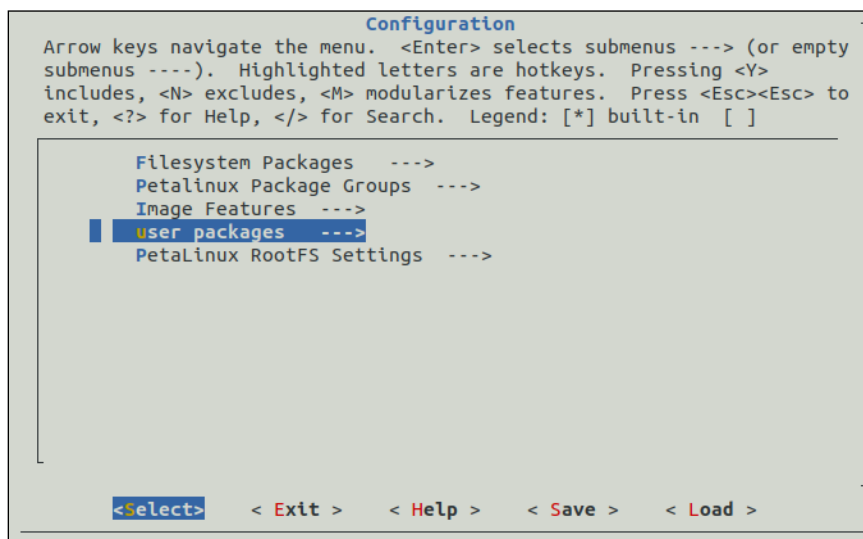 Configuration
Arrow keys navigate the menu. <Enter> selects submenus ---> (or empty
submenus ----). Highlighted letters are hotkeys. Pressing <Y>
includes, <N> excludes, <M> modularizes features. Press <Esc><Esc> to
exit, <?> for Help, </> for Search. Legend: [*] built-in [ ]
Filesystem Packages --->
Petalinux Package Groups --->
Image Features --->
user packages --->
PetaLinux RootFS Settings --->
<Select> < Exit > < Help > < Save > < Load >